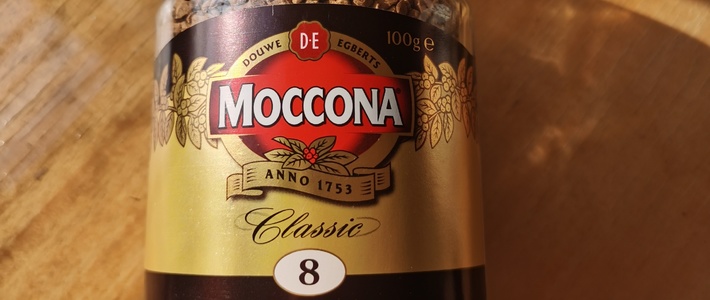 DOUWE D·E EGBERTS
100g ℮
MOCCONA
ANNO 1753
Classic
8